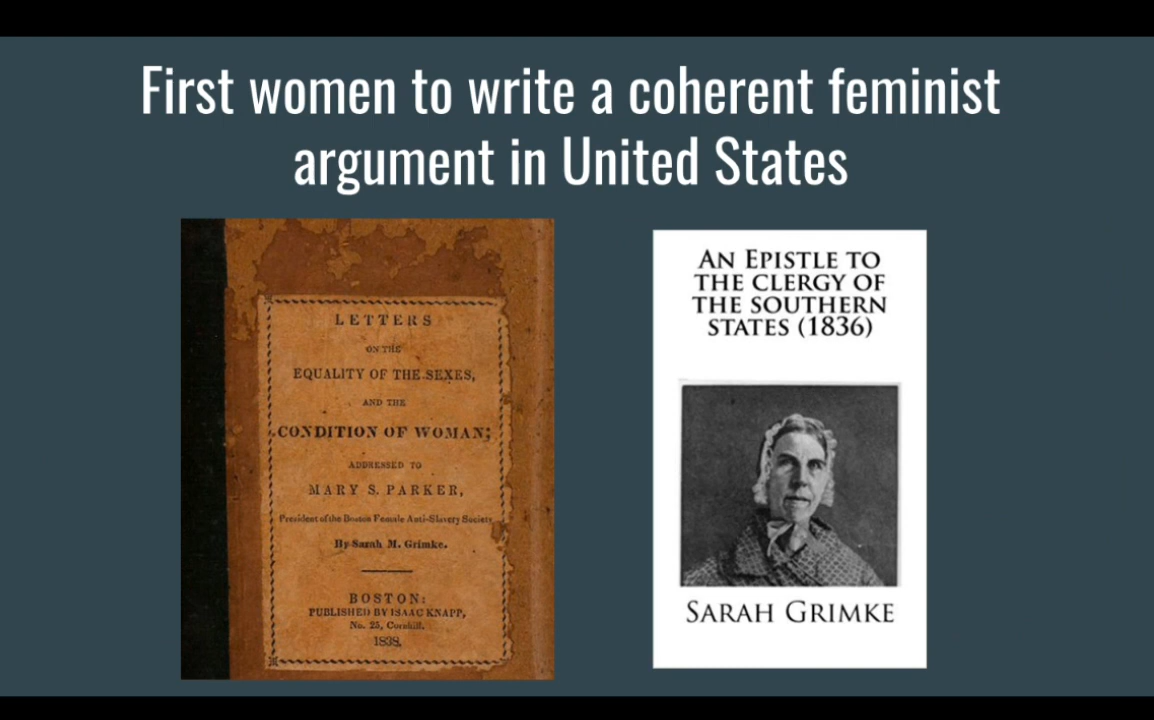 First women to write a coherent feminist
argument in United States
LETTERS
ON THE
EQUALITY OF THE SEXES,
AND THE
CONDITION OF WOMAN;
ADDRESSED TO
MARY S. PARKER,
President of the Boston Female Anti-Slavery Society
By Sarah M. Grimke.
BOSTON:
PUBLISHED BY ISAAC KNAPP,
No. 25, Cornhill.
1838.
AN EPISTLE TO
THE CLERGY OF
THE SOUTHERN
STATES (1836)
SARAH GRIMKE